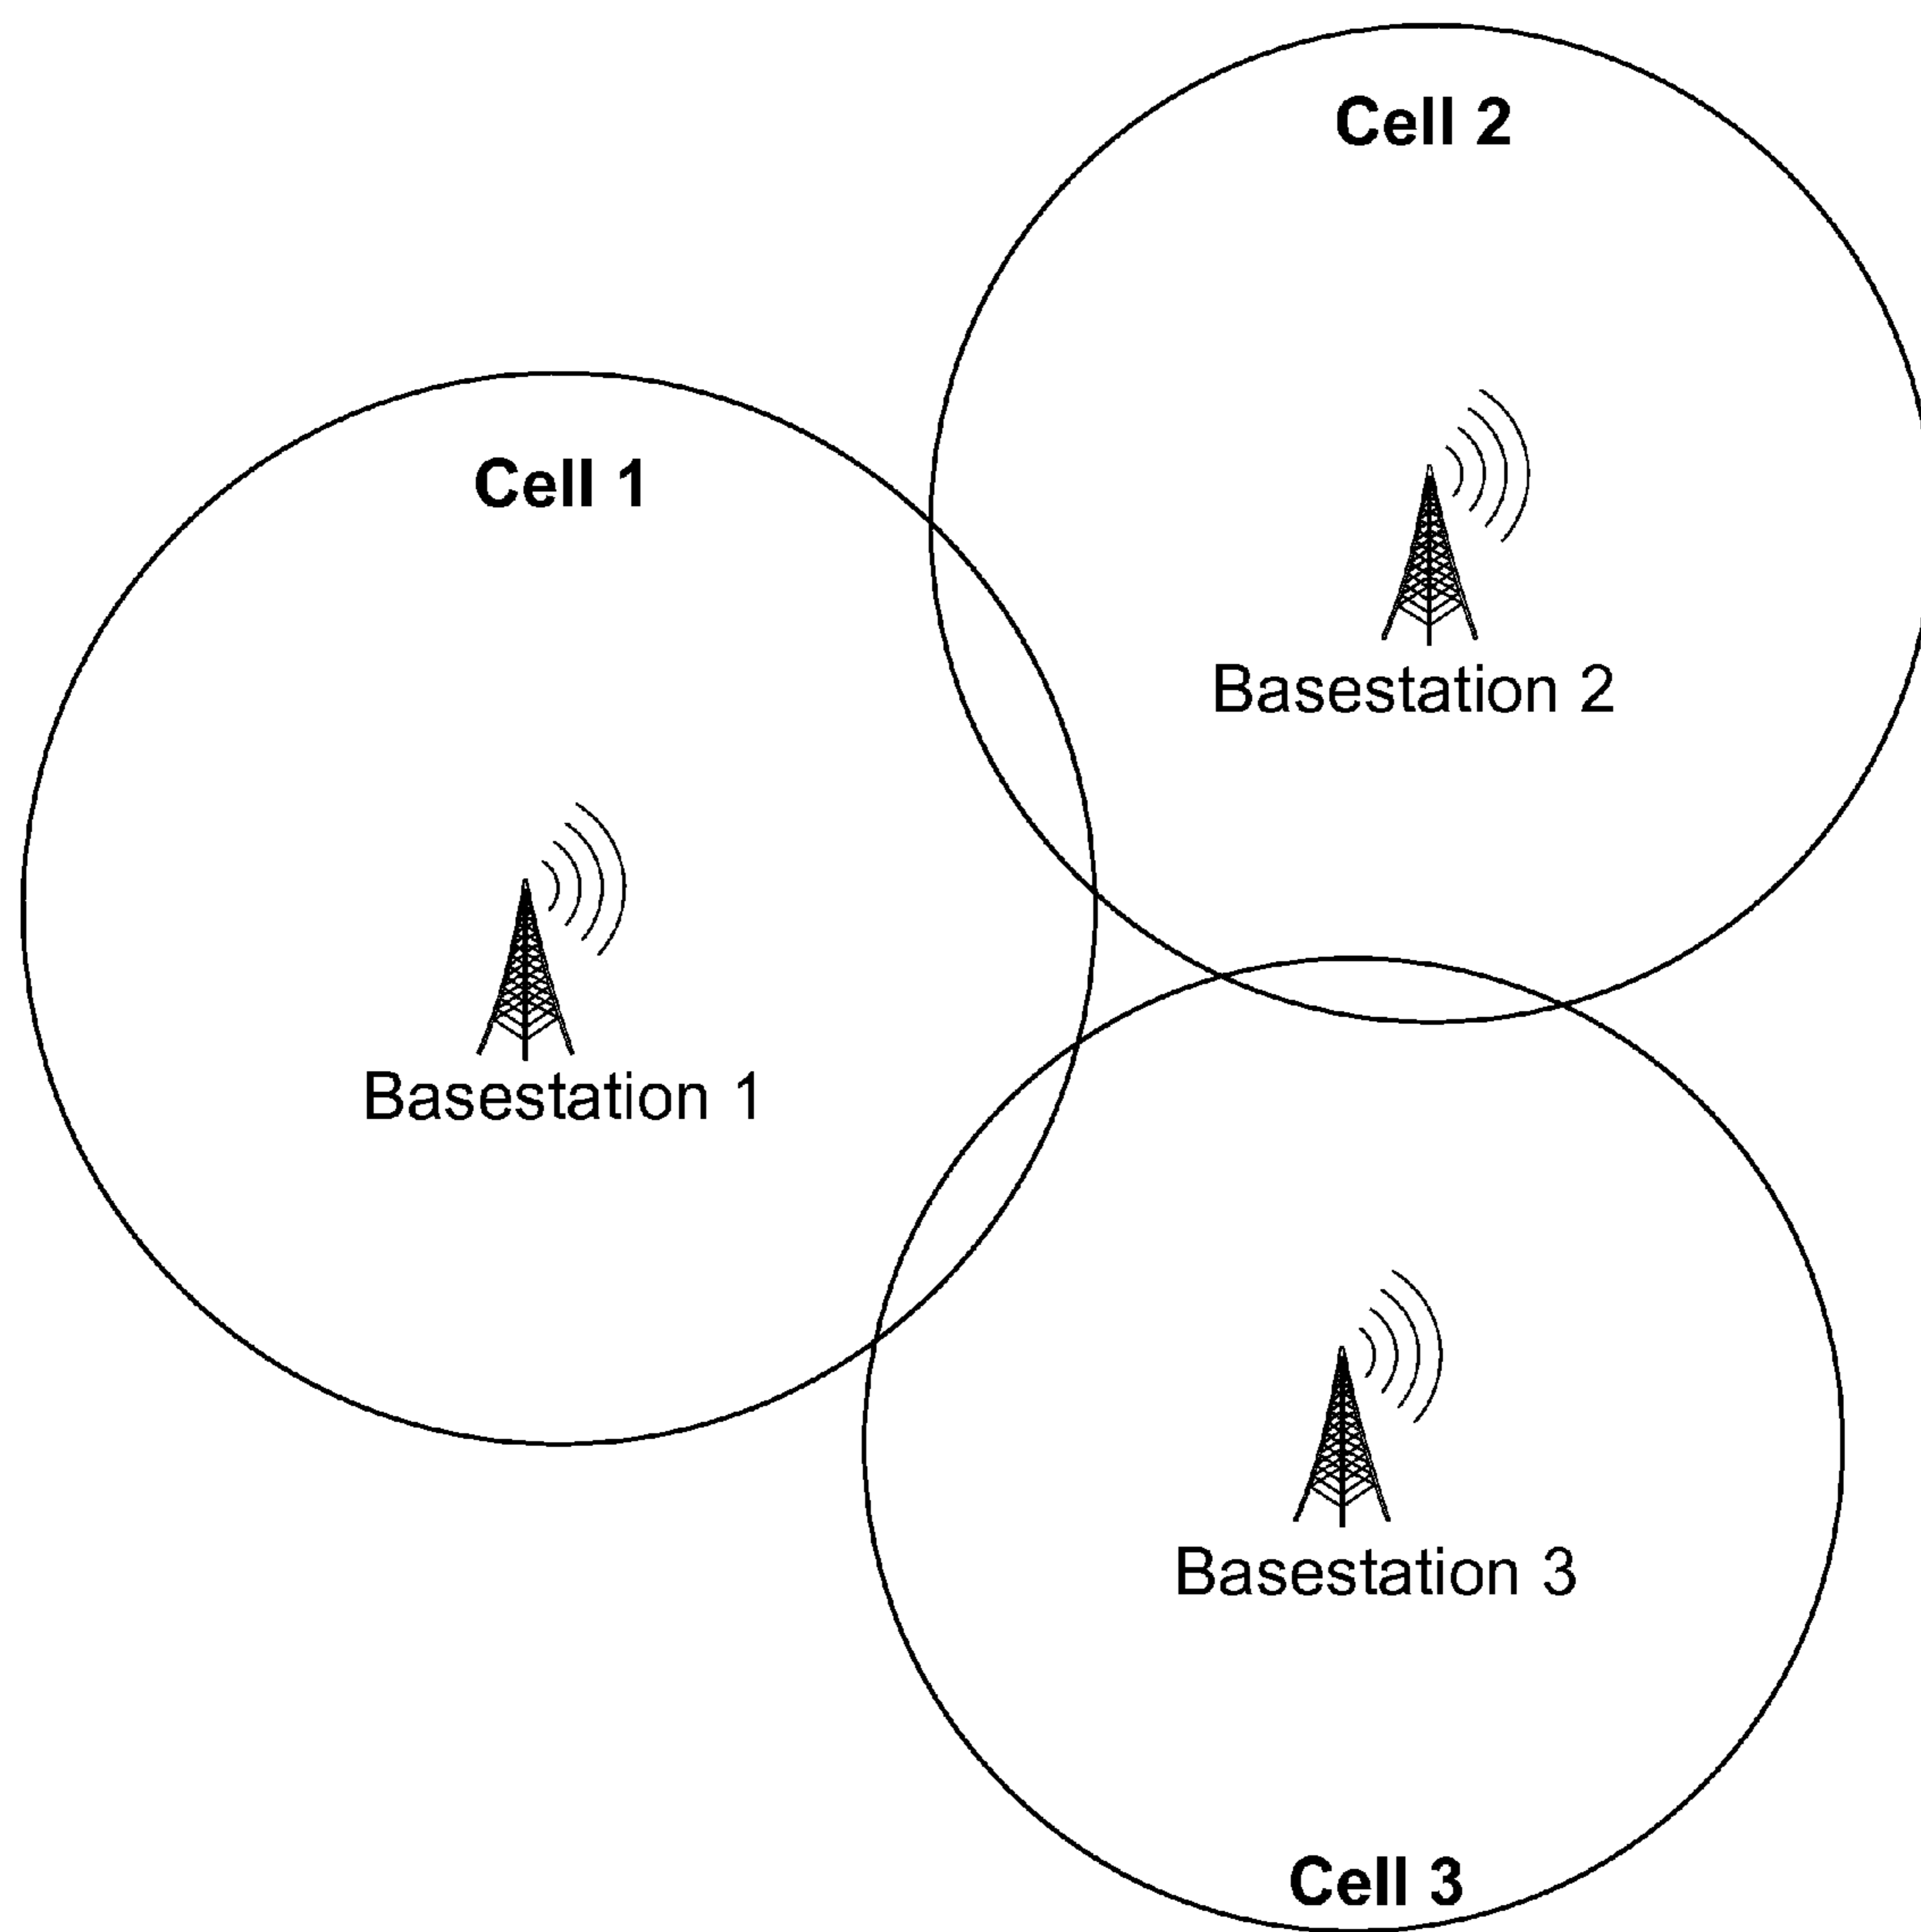 Cell 2
Cell 1
Basestation 2
Basestation 1
Basestation 3
Cell 3